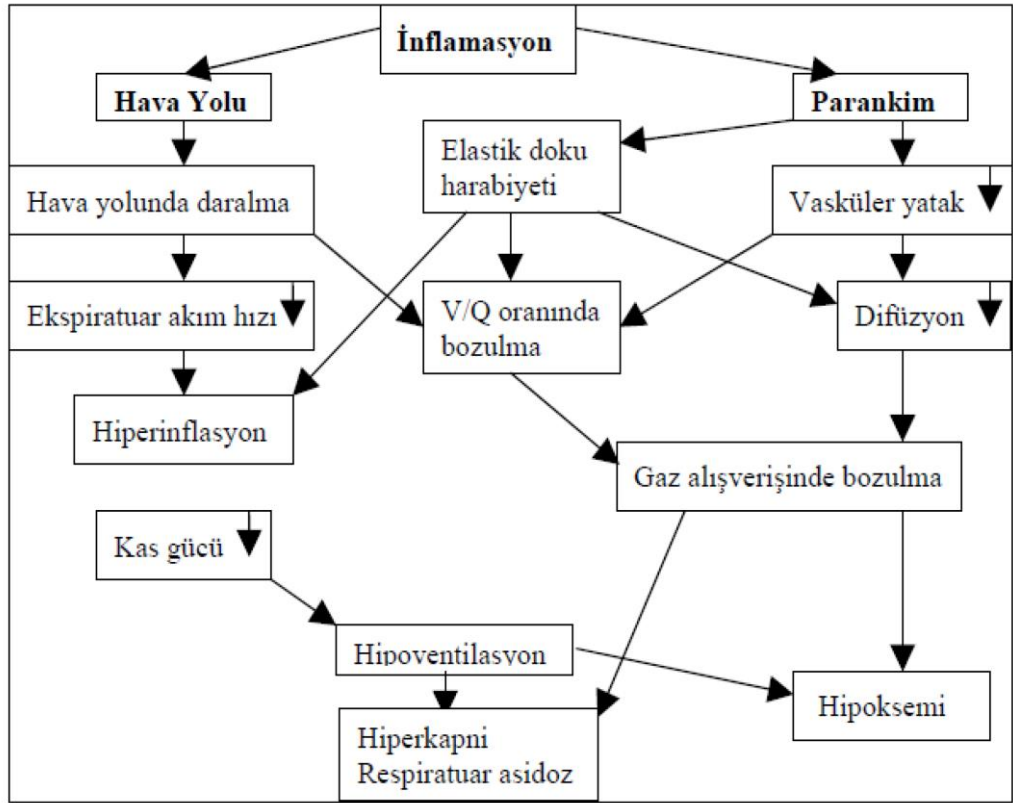 İnflamasyon
Hava Yolu
Parankim
Elastik doku
harabiyeti
Hava yolunda daralma
Vasküler yatak
Ekspiratuar akım hızı
V/Q oranında
bozulma
Difüzyon
Hiperinflasyon
Gaz alışverişinde bozulma
Kas gücü
Hipoventilasyon
Hipoksemi
Hiperkapni
Respiratuar asidoz